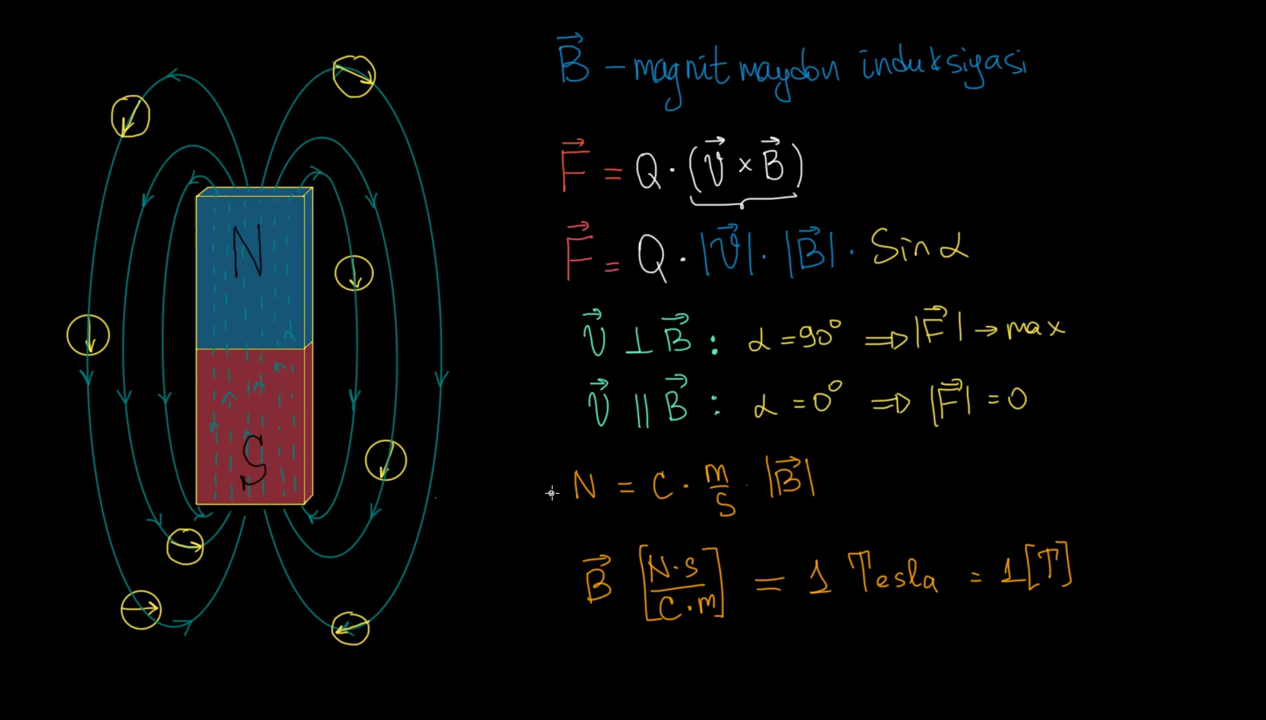 N
S
B⃗ – magnit maydon induksiyasi
F⃗ = Q · (v⃗ × B⃗)
F⃗ = Q · |v⃗| · |B⃗| · Sin α
v⃗ ⊥ B⃗ : α = 90° ⇒ |F⃗| → max
v⃗ || B⃗ : α = 0° ⇒ |F⃗| = 0
N = C · m/s · |B⃗|
B⃗ [N·s / C·m] = 1 Tesla = 1 [T]